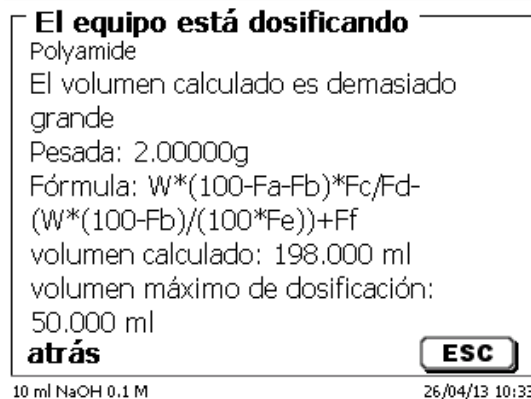 El equipo está dosificando
Polyamide
El volumen calculado es demasiado
grande
Pesada: 2.00000g
Fórmula: W*(100-Fa-Fb)*Fc/Fd-
(W*(100-Fb)/(100*Fe))+Ff
volumen calculado: 198.000 ml
volumen máximo de dosificación:
50.000 ml
atrás ESC
10 ml NaOH 0.1 M 26/04/13 10:33